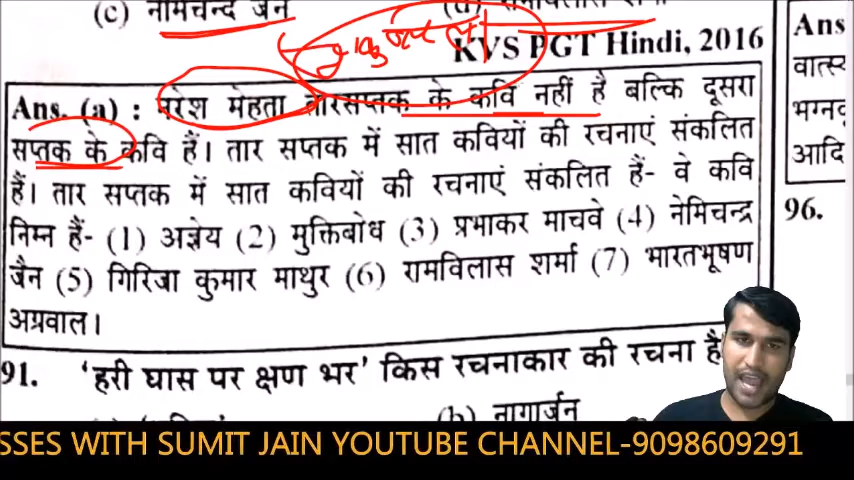 (c) नेमिचन्द जैन
KVS PGT Hindi, 2016
Ans. (a) : नरेश मेहता तारसप्तक के कवि नहीं है बल्कि दूसरा
सप्तक के कवि हैं। तार सप्तक में सात कवियों की रचनाएं संकलित
हैं। तार सप्तक में सात कवियों की रचनाएं संकलित हैं- वे कवि
निम्न हैं- (1) अज्ञेय (2) मुक्तिबोध (3) प्रभाकर माचवे (4) नेमिचन्द्र
जैन (5) गिरिजा कुमार माथुर (6) रामविलास शर्मा (7) भारतभूषण
अग्रवाल।
91. 'हरी घास पर क्षण भर' किस रचनाकार की रचना है
(b) नागार्जुन
Ans
आदि
96.
SSES WITH SUMIT JAIN YOUTUBE CHANNEL-9098609291